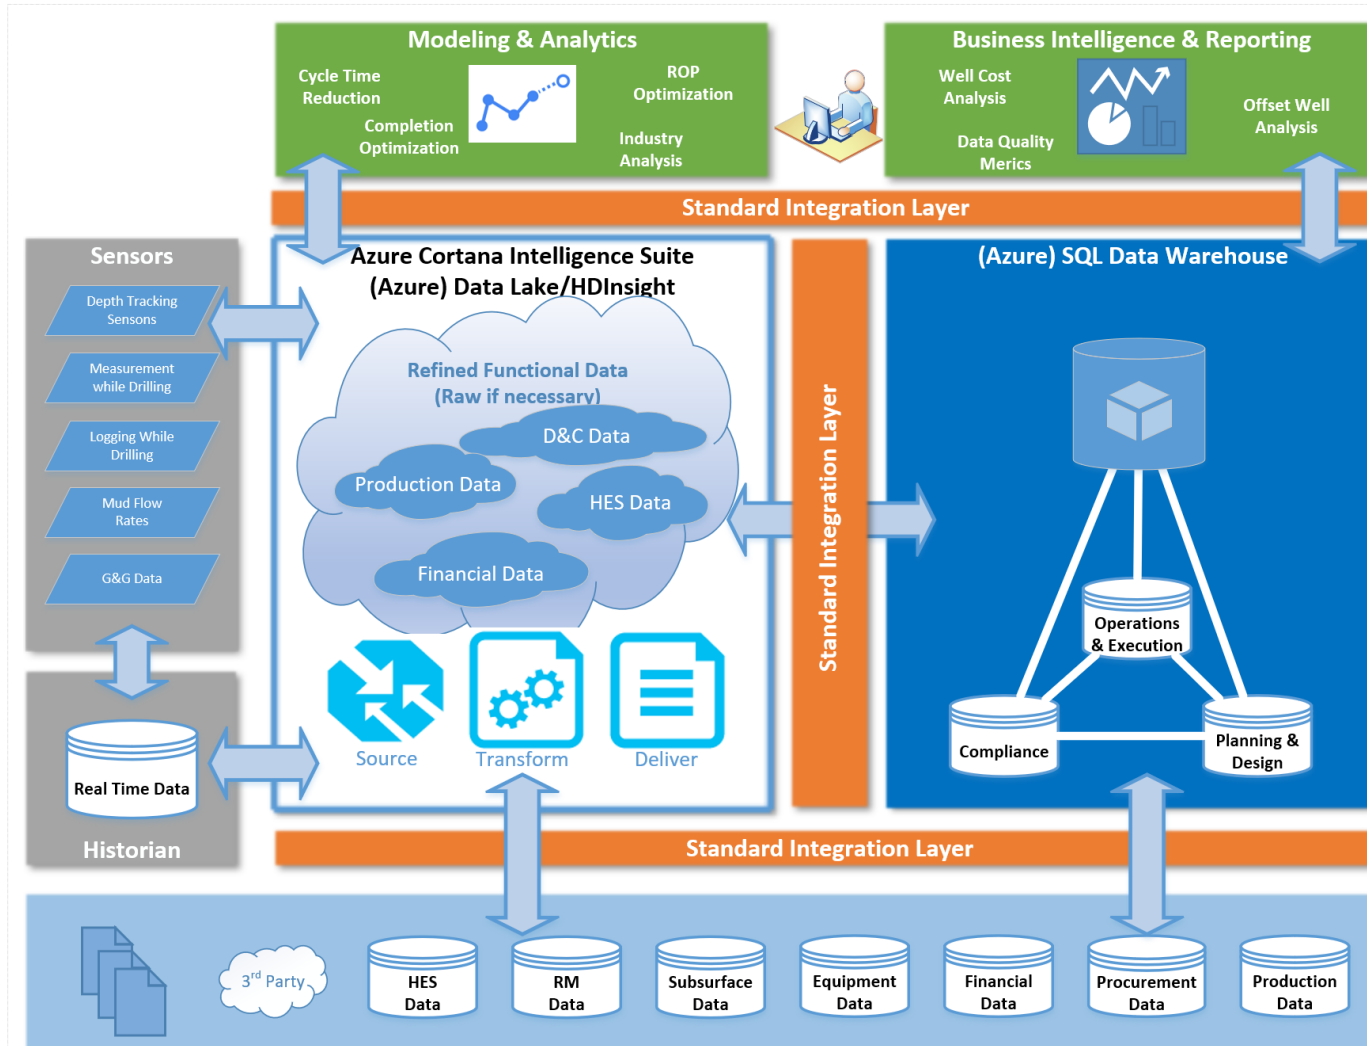 Modeling & Analytics
Cycle Time
Reduction
ROP
Optimization
Completion
Optimization
Industry
Analysis
Business Intelligence & Reporting
Well Cost
Analysis
Offset Well
Analysis
Data Quality
Merics
Standard Integration Layer
Sensors
Depth Tracking
Sensons
Measurement
while Drilling
Logging While
Drilling
Mud Flow
Rates
G&G Data
Real Time Data
Historian
Azure Cortana Intelligence Suite
(Azure) Data Lake/HDInsight
Refined Functional Data
(Raw if necessary)
D&C Data
Production Data
HES Data
Financial Data
Source
Transform
Deliver
Standard Integration Layer
(Azure) SQL Data Warehouse
Operations
& Execution
Compliance
Planning &
Design
Standard Integration Layer
3rd Party
HES
Data
RM
Data
Subsurface
Data
Equipment
Data
Financial
Data
Procurement
Data
Production
Data